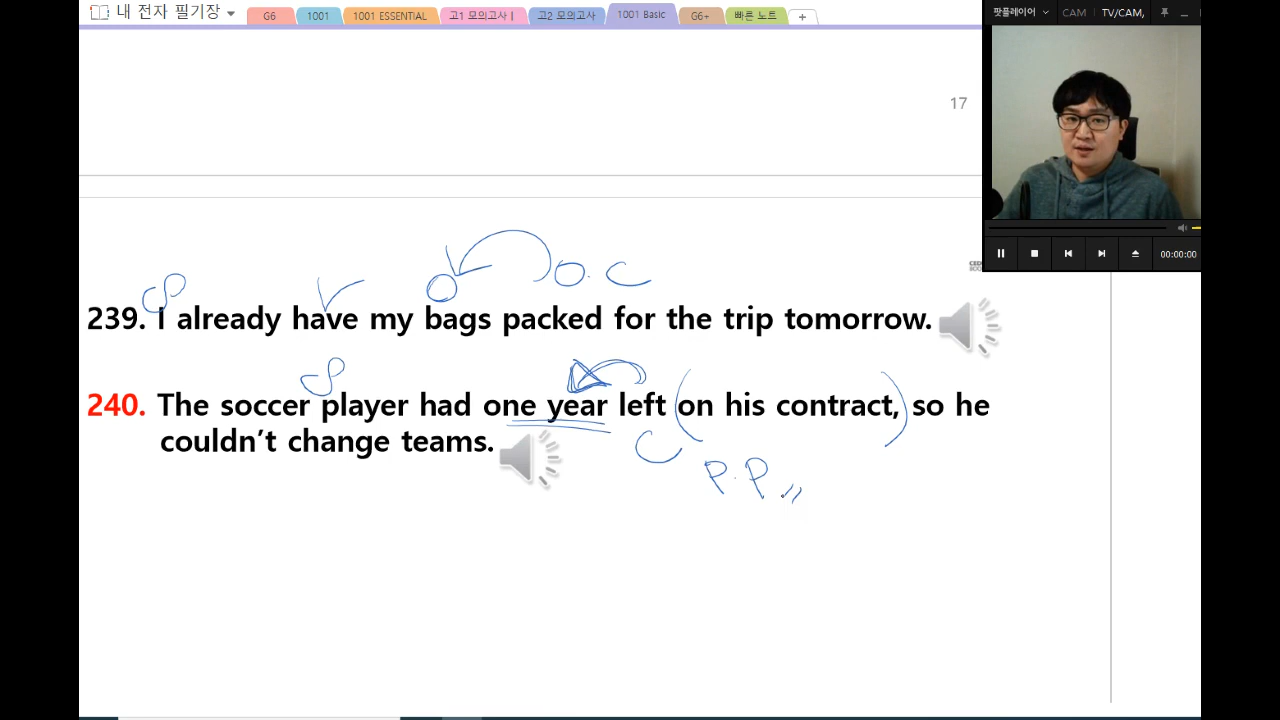 내 전자 필기장
G6 1001 1001 ESSENTIAL 고1 모의고사 I 고2 모의고사 1001 Basic G6+ 빠른 노트 +
팟플레이어 CAM TV/CAM,
17
00:00:00
S V O O.C
239. I already have my bags packed for the trip tomorrow.
S
240. The soccer player had one year left (on his contract,) so he
couldn't change teams.
C
P.P